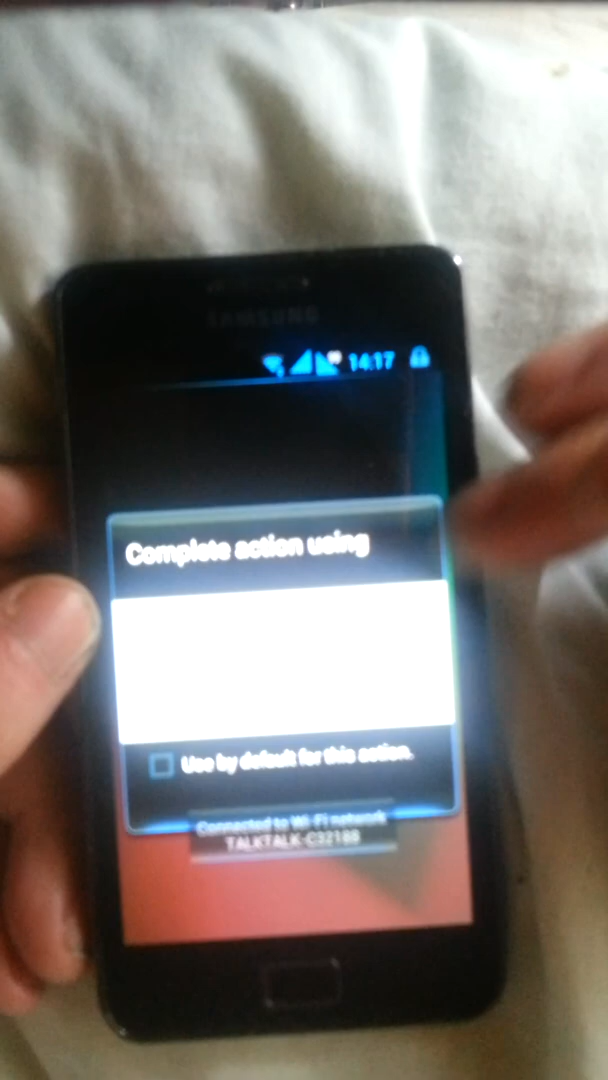 SAMSUNG
14:17
Complete action using
Use by default for this action.
Connected to Wi-Fi network
TALKTALK-C32188